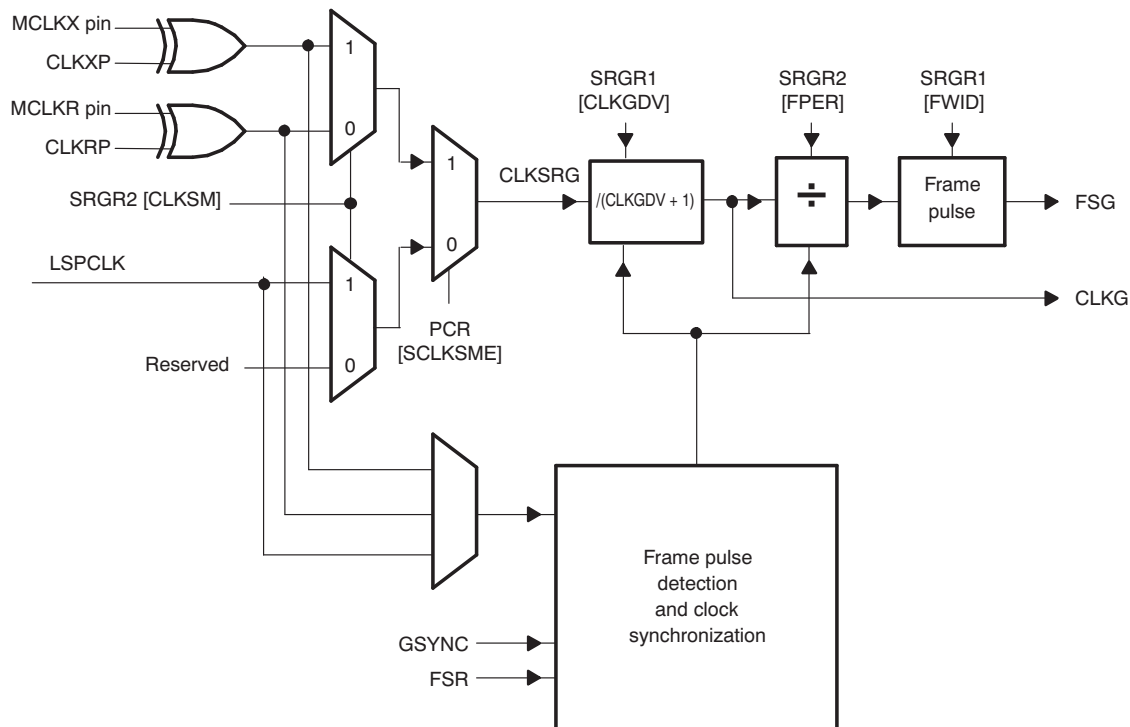 MCLKX pin
CLKXP
MCLKR pin
CLKRP
SRGR2 [CLKSM]
LSPCLK
Reserved
1
0
1
0
1
0
PCR
[SCLKSME]
CLKSRG
SRGR1
[CLKGDV]
/(CLKGDV + 1)
SRGR2
[FPER]
÷
SRGR1
[FWID]
Frame
pulse
FSG
CLKG
Frame pulse
detection
and clock
synchronization
GSYNC
FSR